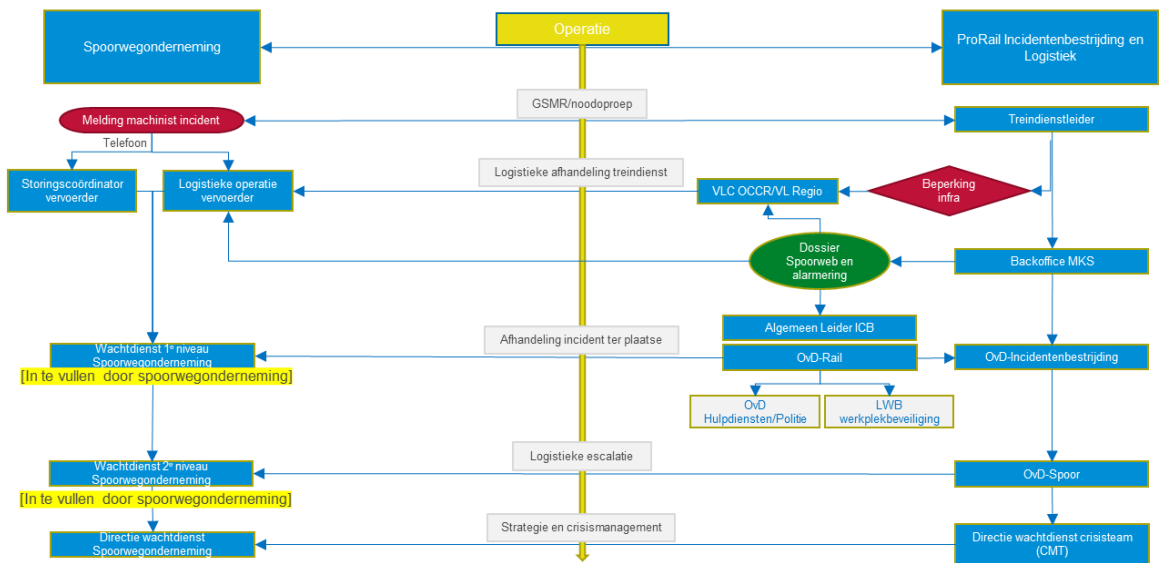 Operatie
Spoorwegonderneming
ProRail Incidentenbestrijding en
Logistiek
GSMR/noodoproep
Melding machinist incident
Treindienstleider
Telefoon
Logistieke afhandeling treindienst
Storingscoördinator
vervoerder
Logistieke operatie
vervoerder
VLC OCCR/VL Regio
Beperking
infra
Dossier
Spoorweb en
alarmering
Backoffice MKS
Algemeen Leider ICB
Afhandeling incident ter plaatse
Wachtdienst 1e niveau
Spoorwegonderneming
[In te vullen door spoorwegonderneming]
OvD-Rail
OvD-Incidentenbestrijding
OvD
Hulpdiensten/Politie
LWB
werkplekbeveiliging
Logistieke escalatie
Wachtdienst 2e niveau
Spoorwegonderneming
[In te vullen door spoorwegonderneming]
OvD-Spoor
Strategie en crisismanagement
Directie wachtdienst
Spoorwegonderneming
Directie wachtdienst crisisteam
(CMT)